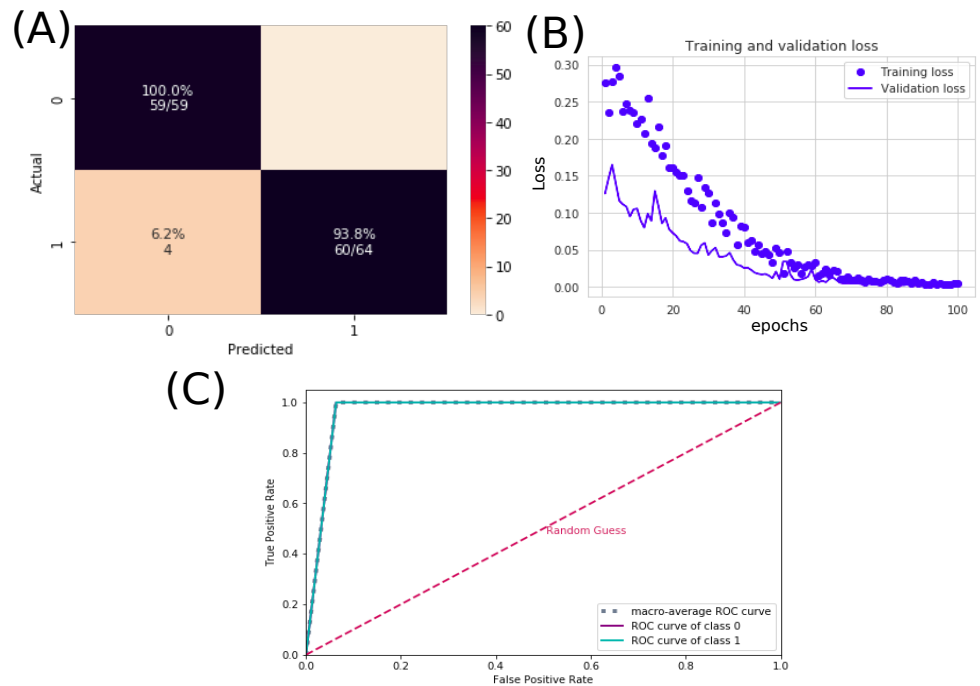 (A)
100.0%
59/59
6.2%
4
93.8%
60/64
0
1
Actual
0
1
Predicted
60
50
40
30
20
10
0
(B)
Training and validation loss
Training loss
Validation loss
0.30
0.25
0.20
0.15
0.10
0.05
0.00
Loss
0
20
40
60
80
100
epochs
(C)
1.0
0.8
0.6
0.4
0.2
0.0
True Positive Rate
Random Guess
macro-average ROC curve
ROC curve of class 0
ROC curve of class 1
0.0
0.2
0.4
0.6
0.8
1.0
False Positive Rate